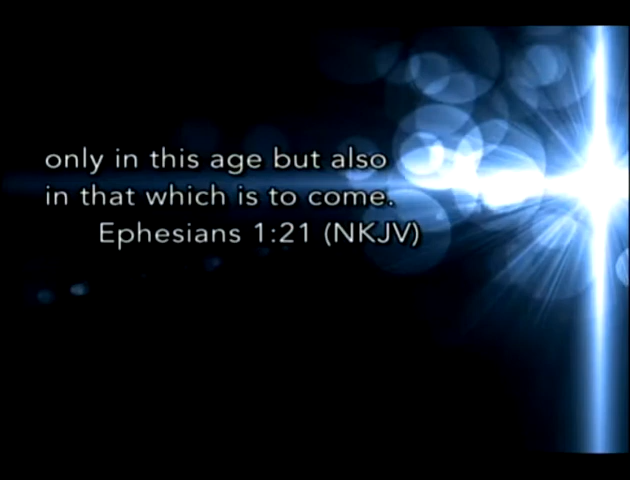 only in this age but also
in that which is to come.
Ephesians 1:21 (NKJV)